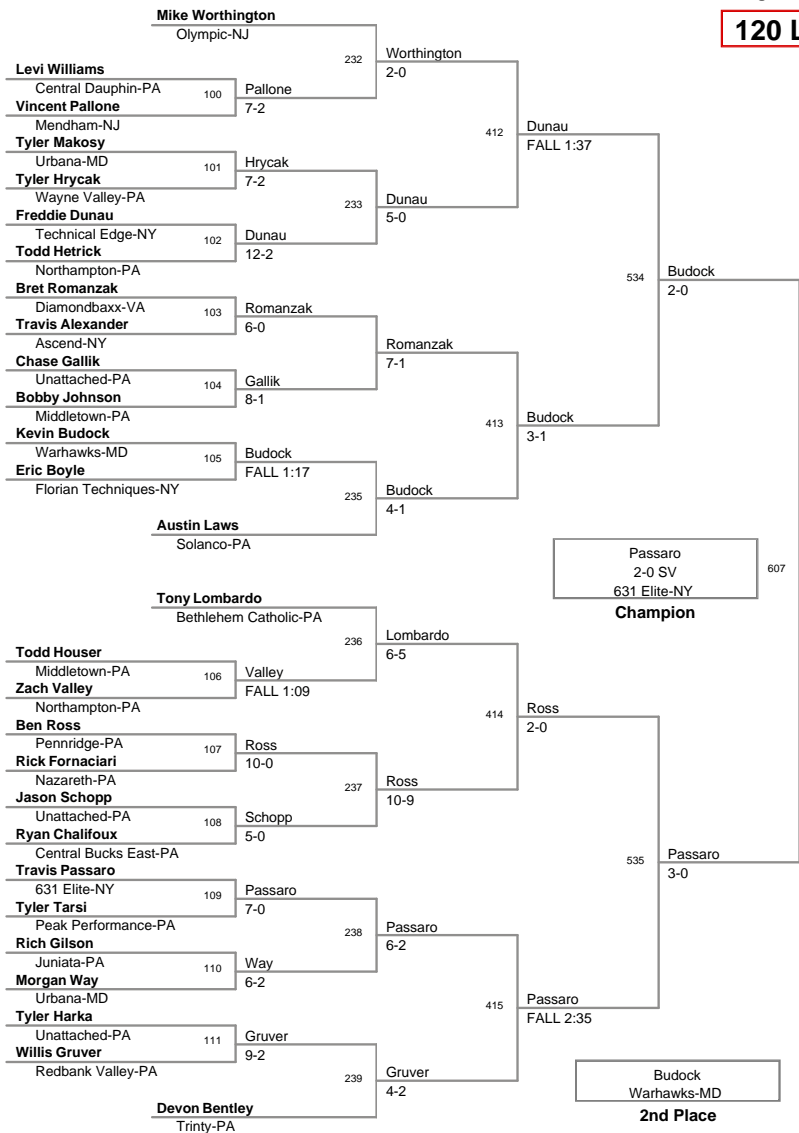 120 L
Mike Worthington
Olympic-NJ
232
Worthington
2-0
Levi Williams
Central Dauphin-PA
100
Pallone
7-2
Vincent Pallone
Mendham-NJ
412
Dunau
FALL 1:37
Tyler Makosy
Urbana-MD
101
Hrycak
7-2
Tyler Hrycak
Wayne Valley-PA
233
Dunau
5-0
Freddie Dunau
Technical Edge-NY
102
Dunau
12-2
Todd Hetrick
Northampton-PA
534
Budock
2-0
Bret Romanzak
Diamondbaxx-VA
103
Romanzak
6-0
Travis Alexander
Ascend-NY
Romanzak
7-1
Chase Gallik
Unattached-PA
104
Gallik
8-1
Bobby Johnson
Middletown-PA
413
Budock
3-1
Kevin Budock
Warhawks-MD
105
Budock
FALL 1:17
Eric Boyle
Florian Techniques-NY
235
Budock
4-1
Austin Laws
Solanco-PA
Passaro
2-0 SV
631 Elite-NY
607
Champion
Tony Lombardo
Bethlehem Catholic-PA
236
Lombardo
6-5
Todd Houser
Middletown-PA
106
Valley
FALL 1:09
Zach Valley
Northampton-PA
414
Ross
2-0
Ben Ross
Pennridge-PA
107
Ross
10-0
Rick Fornaciari
Nazareth-PA
237
Ross
10-9
Jason Schopp
Unattached-PA
108
Schopp
5-0
Ryan Chalifoux
Central Bucks East-PA
535
Passaro
3-0
Travis Passaro
631 Elite-NY
109
Passaro
7-0
Tyler Tarsi
Peak Performance-PA
238
Passaro
6-2
Rich Gilson
Juniata-PA
110
Way
6-2
Morgan Way
Urbana-MD
415
Passaro
FALL 2:35
Tyler Harka
Unattached-PA
111
Gruver
9-2
Willis Gruver
Redbank Valley-PA
239
Gruver
4-2
Devon Bentley
Trinty-PA
Budock
Warhawks-MD
2nd Place